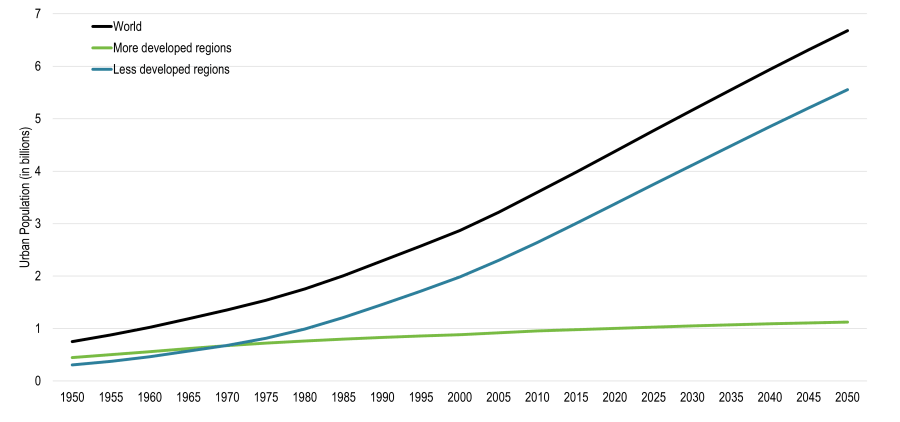 7
World
More developed regions
6
Less developed regions
5
Urban Population (in billions)
4
3
2
1
0
1950 1955 1960 1965 1970 1975 1980 1985 1990 1995 2000 2005 2010 2015 2020 2025 2030 2035 2040 2045 2050